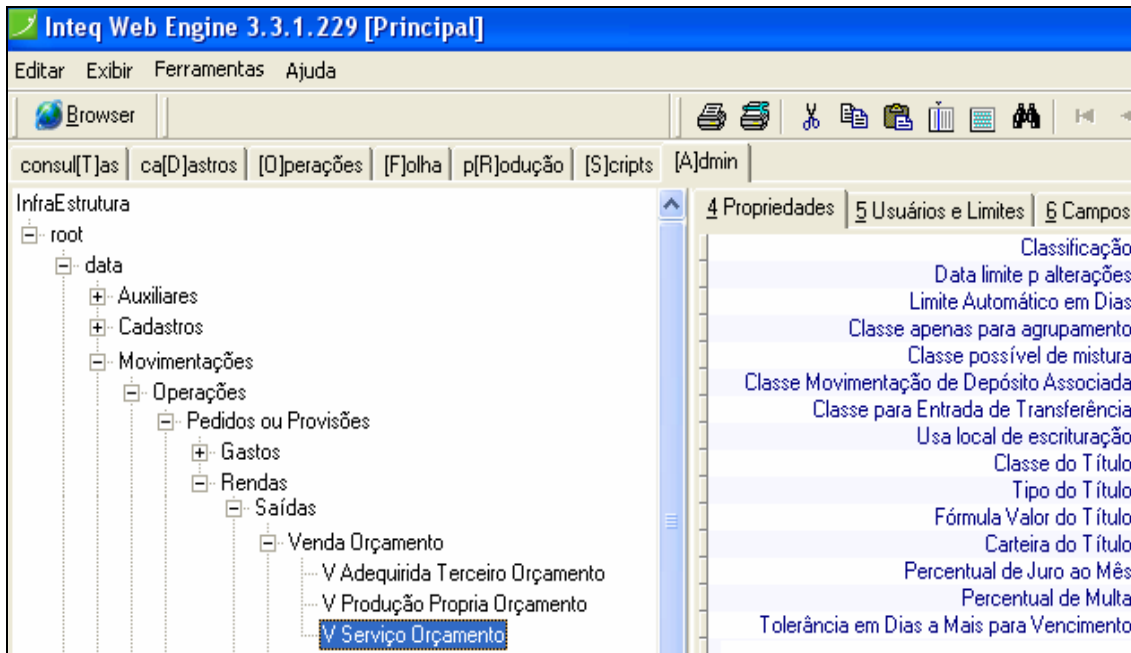 Inteq Web Engine 3.3.1.229 [Principal]
Editar Exibir Ferramentas Ajuda
Browser
consul[T]as ca[D]astros [O]perações [F]olha p[R]odução [S]cripts [A]dmin
InfraEstrutura
root
data
Auxiliares
Cadastros
Movimentações
Operações
Pedidos ou Provisões
Gastos
Rendas
Saídas
Venda Orçamento
V Adequirida Terceiro Orçamento
V Produção Propria Orçamento
V Serviço Orçamento
4 Propriedades 5 Usuários e Limites 6 Campos
Classificação
Data limite p alterações
Limite Automático em Dias
Classe apenas para agrupamento
Classe possível de mistura
Classe Movimentação de Depósito Associada
Classe para Entrada de Transferência
Usa local de escrituração
Classe do Título
Tipo do Título
Fórmula Valor do Título
Carteira do Título
Percentual de Juro ao Mês
Percentual de Multa
Tolerância em Dias a Mais para Vencimento